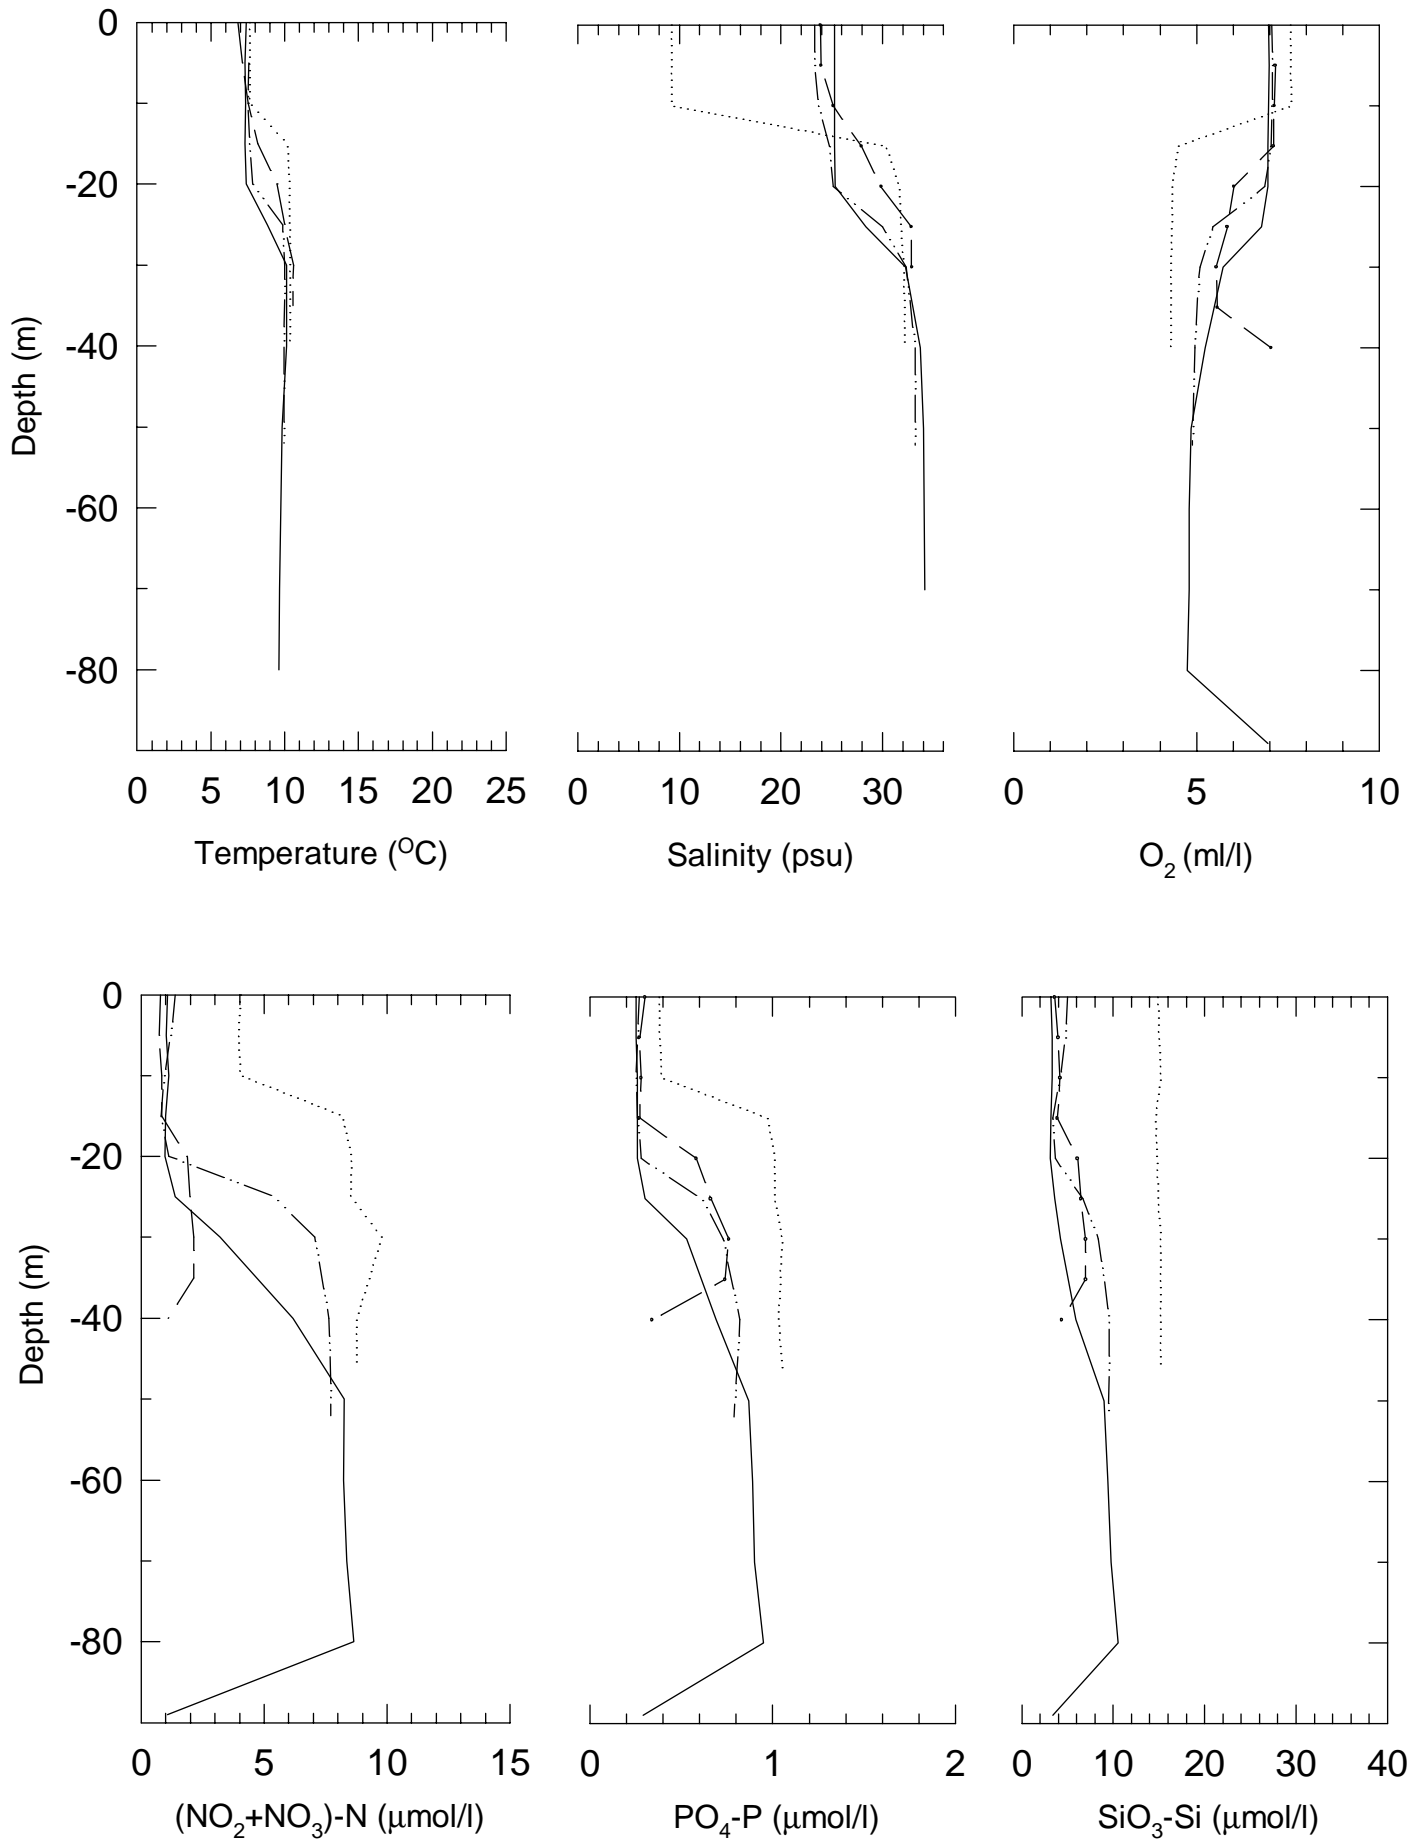 0
-20
-40
-60
-80
Depth (m)
0 5 10 15 20 25
Temperature (°C)
0 10 20 30
Salinity (psu)
0 5 10
O₂ (ml/l)
0
-20
-40
-60
-80
Depth (m)
0 5 10 15
(NO₂+NO₃)-N (μmol/l)
0 1 2
PO₄-P (μmol/l)
0 10 20 30 40
SiO₃-Si (μmol/l)